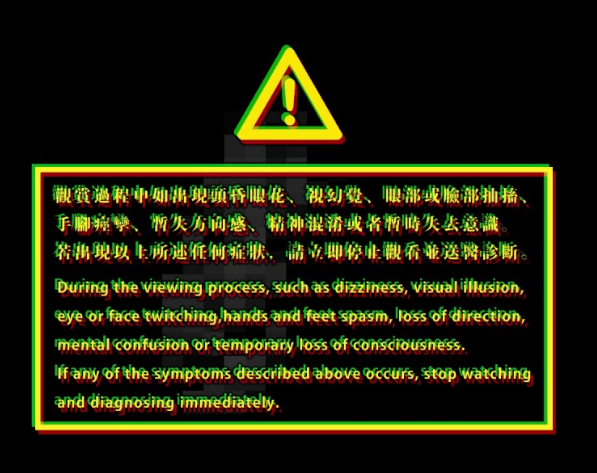 觀賞過程中如出現頭昏眼花、視幻覺、眼部或臉部抽搐、
手腳痙攣、暫失方向感、精神混淆或者暫時失去意識。
若出現以上所述任何症狀，請立即停止觀看並送醫診斷。
During the viewing process, such as dizziness, visual illusion,
eye or face twitching,hands and feet spasm, loss of direction,
mental confusion or temporary loss of consciousness.
If any of the symptoms described above occurs, stop watching
and diagnosing immediately.